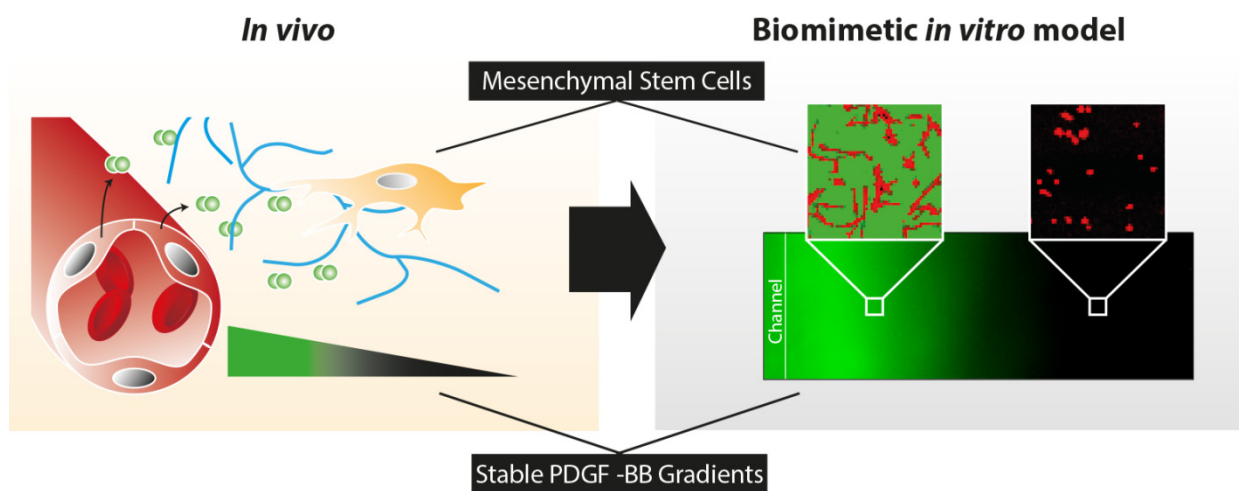 In vivo
Biomimetic in vitro model
Mesenchymal Stem Cells
Channel
Stable PDGF -BB Gradients